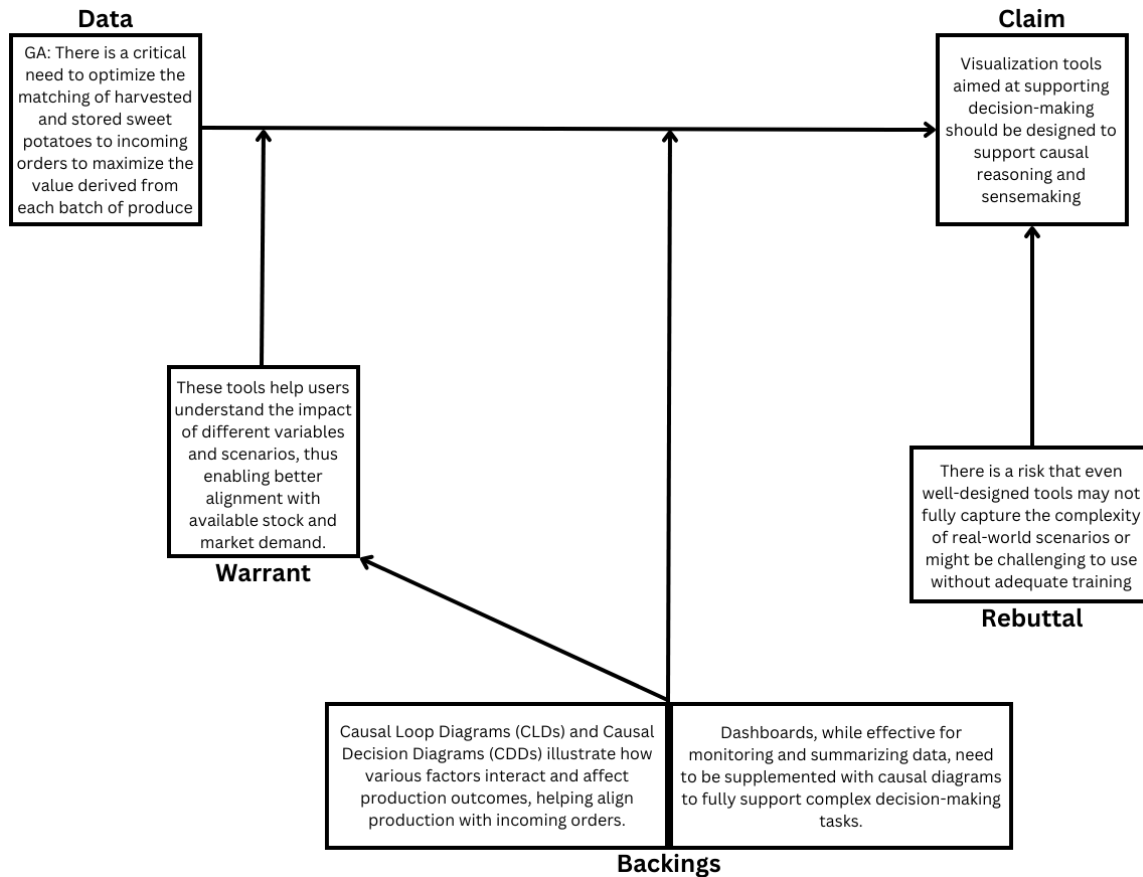 Data
GA: There is a critical
need to optimize the
matching of harvested
and stored sweet
potatoes to incoming
orders to maximize the
value derived from
each batch of produce
Claim
Visualization tools
aimed at supporting
decision-making
should be designed to
support causal
reasoning and
sensemaking
These tools help users
understand the impact
of different variables
and scenarios, thus
enabling better
alignment with
available stock and
market demand.
Warrant
There is a risk that even
well-designed tools may not
fully capture the complexity
of real-world scenarios or
might be challenging to use
without adequate training
Rebuttal
Causal Loop Diagrams (CLDs) and Causal
Decision Diagrams (CDDs) illustrate how
various factors interact and affect
production outcomes, helping align
production with incoming orders.
Dashboards, while effective for
monitoring and summarizing data, need
to be supplemented with causal diagrams
to fully support complex decision-making
tasks.
Backings